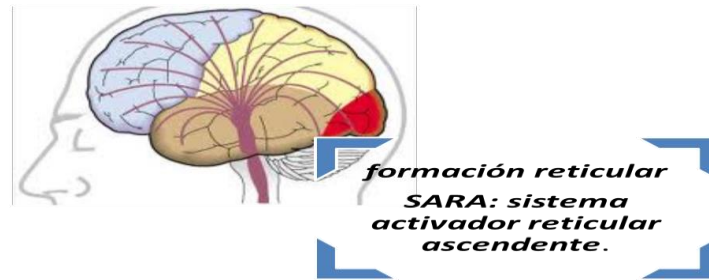 formación reticular
SARA: sistema
activador reticular
ascendente.